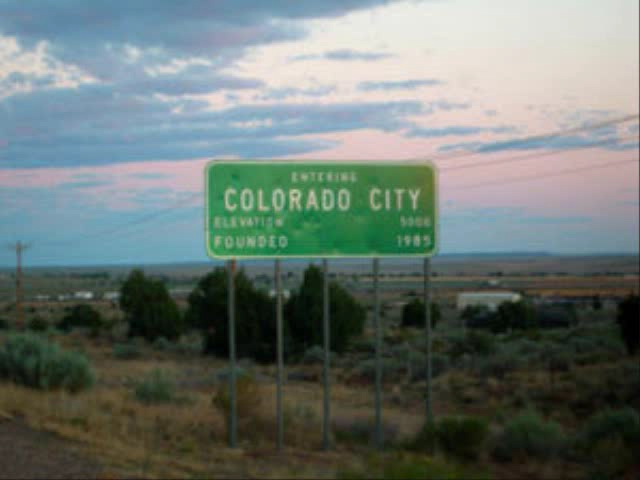 ENTERING
COLORADO CITY
ELEVATION 5000
FOUNDED 1985